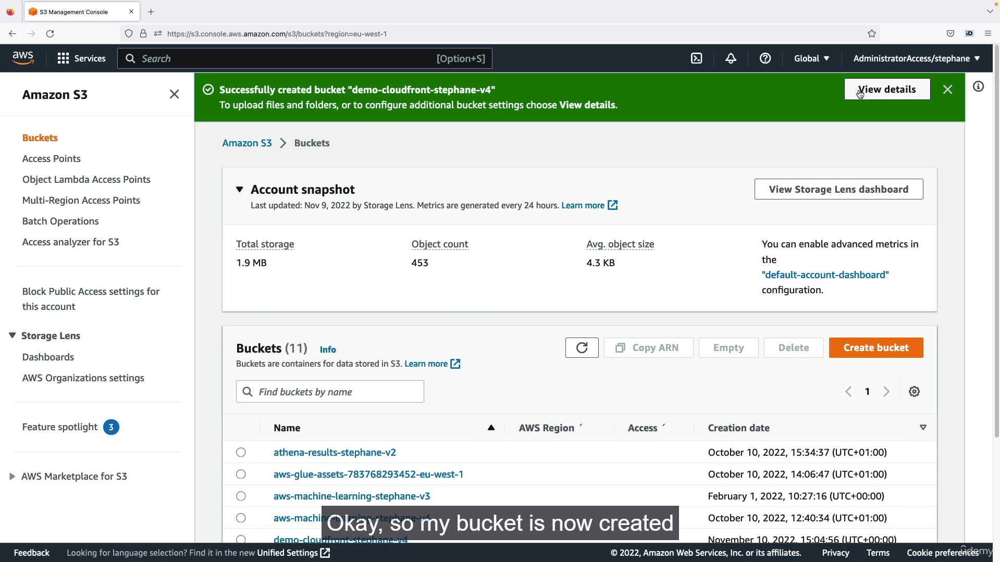 S3 Management Console
https://s3.console.aws.amazon.com/s3/buckets?region=eu-west-1
aws
Services
Search
[Option+S]
Global
AdministratorAccess/stephane
Amazon S3
Buckets
Access Points
Object Lambda Access Points
Multi-Region Access Points
Batch Operations
Access analyzer for S3
Block Public Access settings for
this account
Storage Lens
Dashboards
AWS Organizations settings
Feature spotlight 3
AWS Marketplace for S3
Successfully created bucket "demo-cloudfront-stephane-v4"
To upload files and folders, or to configure additional bucket settings choose View details.
View details
Amazon S3 > Buckets
Account snapshot
Last updated: Nov 9, 2022 by Storage Lens. Metrics are generated every 24 hours. Learn more
View Storage Lens dashboard
Total storage
1.9 MB
Object count
453
Avg. object size
4.3 KB
You can enable advanced metrics in
the
"default-account-dashboard"
configuration.
Buckets (11) Info
Buckets are containers for data stored in S3. Learn more
Copy ARN
Empty
Delete
Create bucket
Find buckets by name
1
Name AWS Region Access Creation date
athena-results-stephane-v2 October 10, 2022, 15:34:37 (UTC+01:00)
aws-glue-assets-783768293452-eu-west-1 October 10, 2022, 14:06:47 (UTC+01:00)
aws-machine-learning-stephane-v3 February 1, 2022, 10:27:16 (UTC+00:00)
aws-machine-learning-stephane-v4 October 10, 2022, 12:40:34 (UTC+01:00)
demo-cloudfront-stephane-v4 November 10, 2022, 15:04:56 (UTC+00:00)
Okay, so my bucket is now created
Feedback
Looking for language selection? Find it in the new Unified Settings
© 2022, Amazon Web Services, Inc. or its affiliates.
Privacy
Terms
Cookie preferences
ûdemy